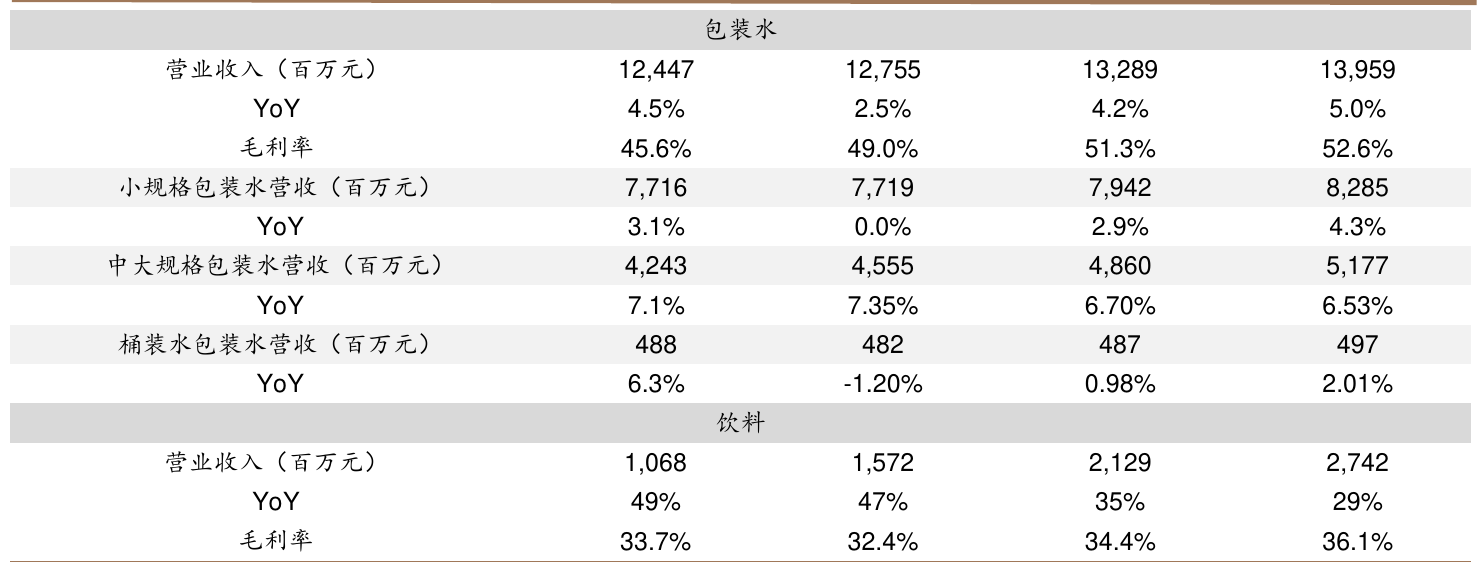 包装水
营业收入（百万元） 12,447 12,755 13,289 13,959
YoY 4.5% 2.5% 4.2% 5.0%
毛利率 45.6% 49.0% 51.3% 52.6%
小规格包装水营收（百万元） 7,716 7,719 7,942 8,285
YoY 3.1% 0.0% 2.9% 4.3%
中大规格包装水营收（百万元） 4,243 4,555 4,860 5,177
YoY 7.1% 7.35% 6.70% 6.53%
桶装水包装水营收（百万元） 488 482 487 497
YoY 6.3% -1.20% 0.98% 2.01%
饮料
营业收入（百万元） 1,068 1,572 2,129 2,742
YoY 49% 47% 35% 29%
毛利率 33.7% 32.4% 34.4% 36.1%